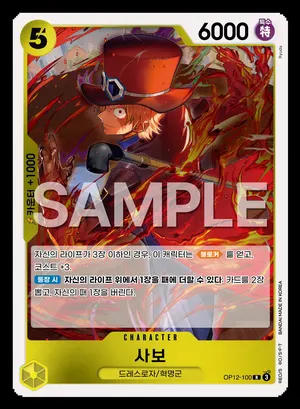 5
6000
특수
特
카운터 +1000
SAMPLE
자신의 라이프가 3장 이하인 경우, 이 캐릭터는 블로커 를 얻고,
코스트 +3.
등장 시 자신의 라이프 위에서 1장을 패에 더할 수 있다. 카드를 2장
뽑고, 자신의 패 1장을 버린다.
CHARACTER
사보
드레스로자/혁명군
OP12-100 R 3